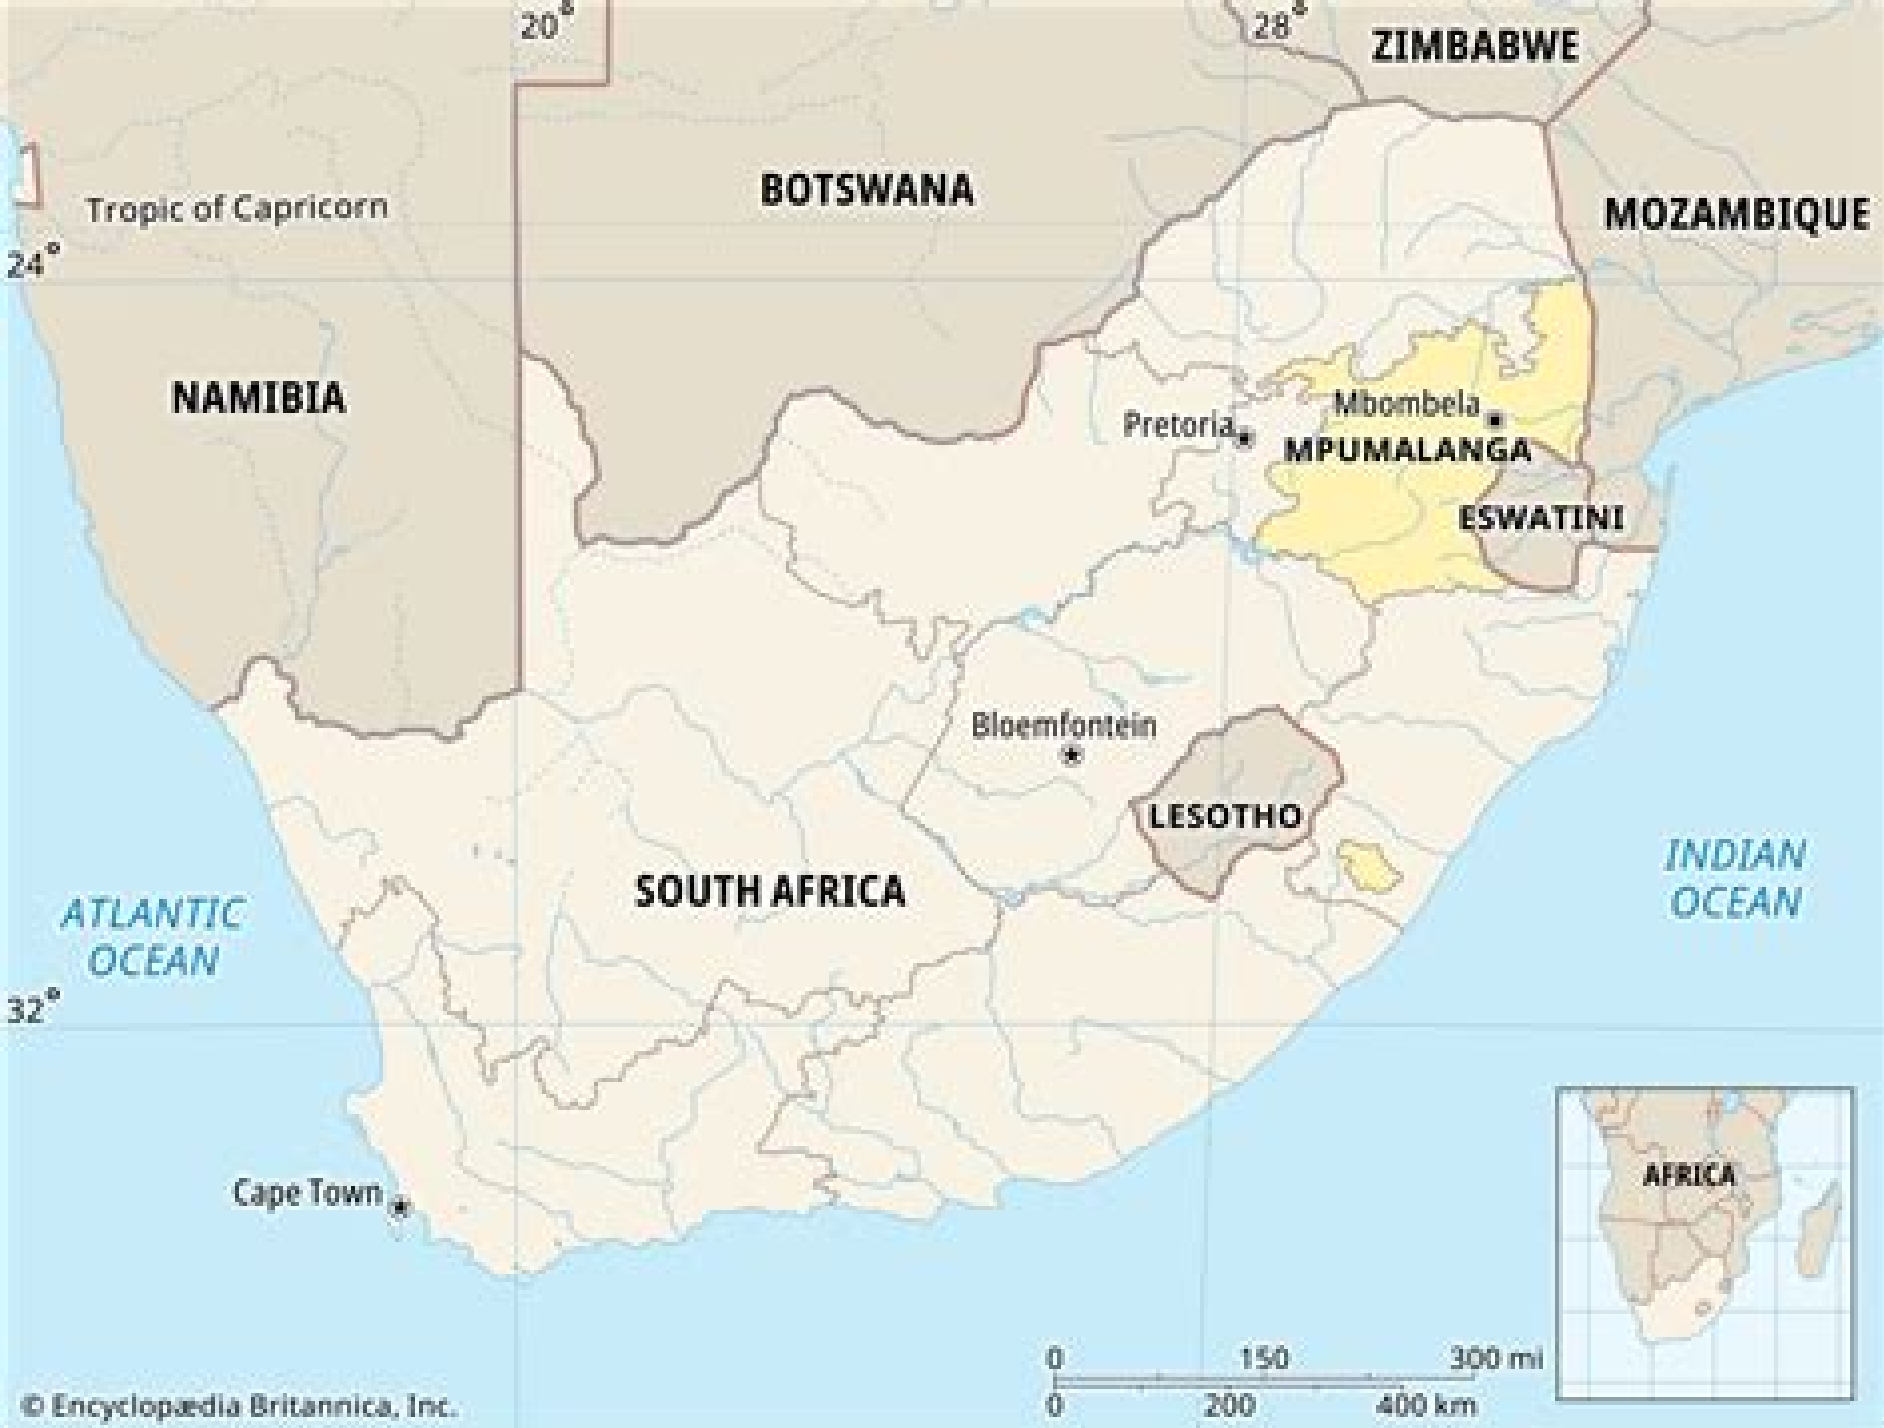 20°
28°
ZIMBABWE
BOTSWANA
Tropic of Capricorn
MOZAMBIQUE
24°
NAMIBIA
Mbombela
Pretoria
MPUMALANGA
ESWATINI
Bloemfontein
LESOTHO
SOUTH AFRICA
INDIAN
OCEAN
ATLANTIC
OCEAN
32°
AFRICA
Cape Town
0 150 300 mi
0 200 400 km
© Encyclopædia Britannica, Inc.